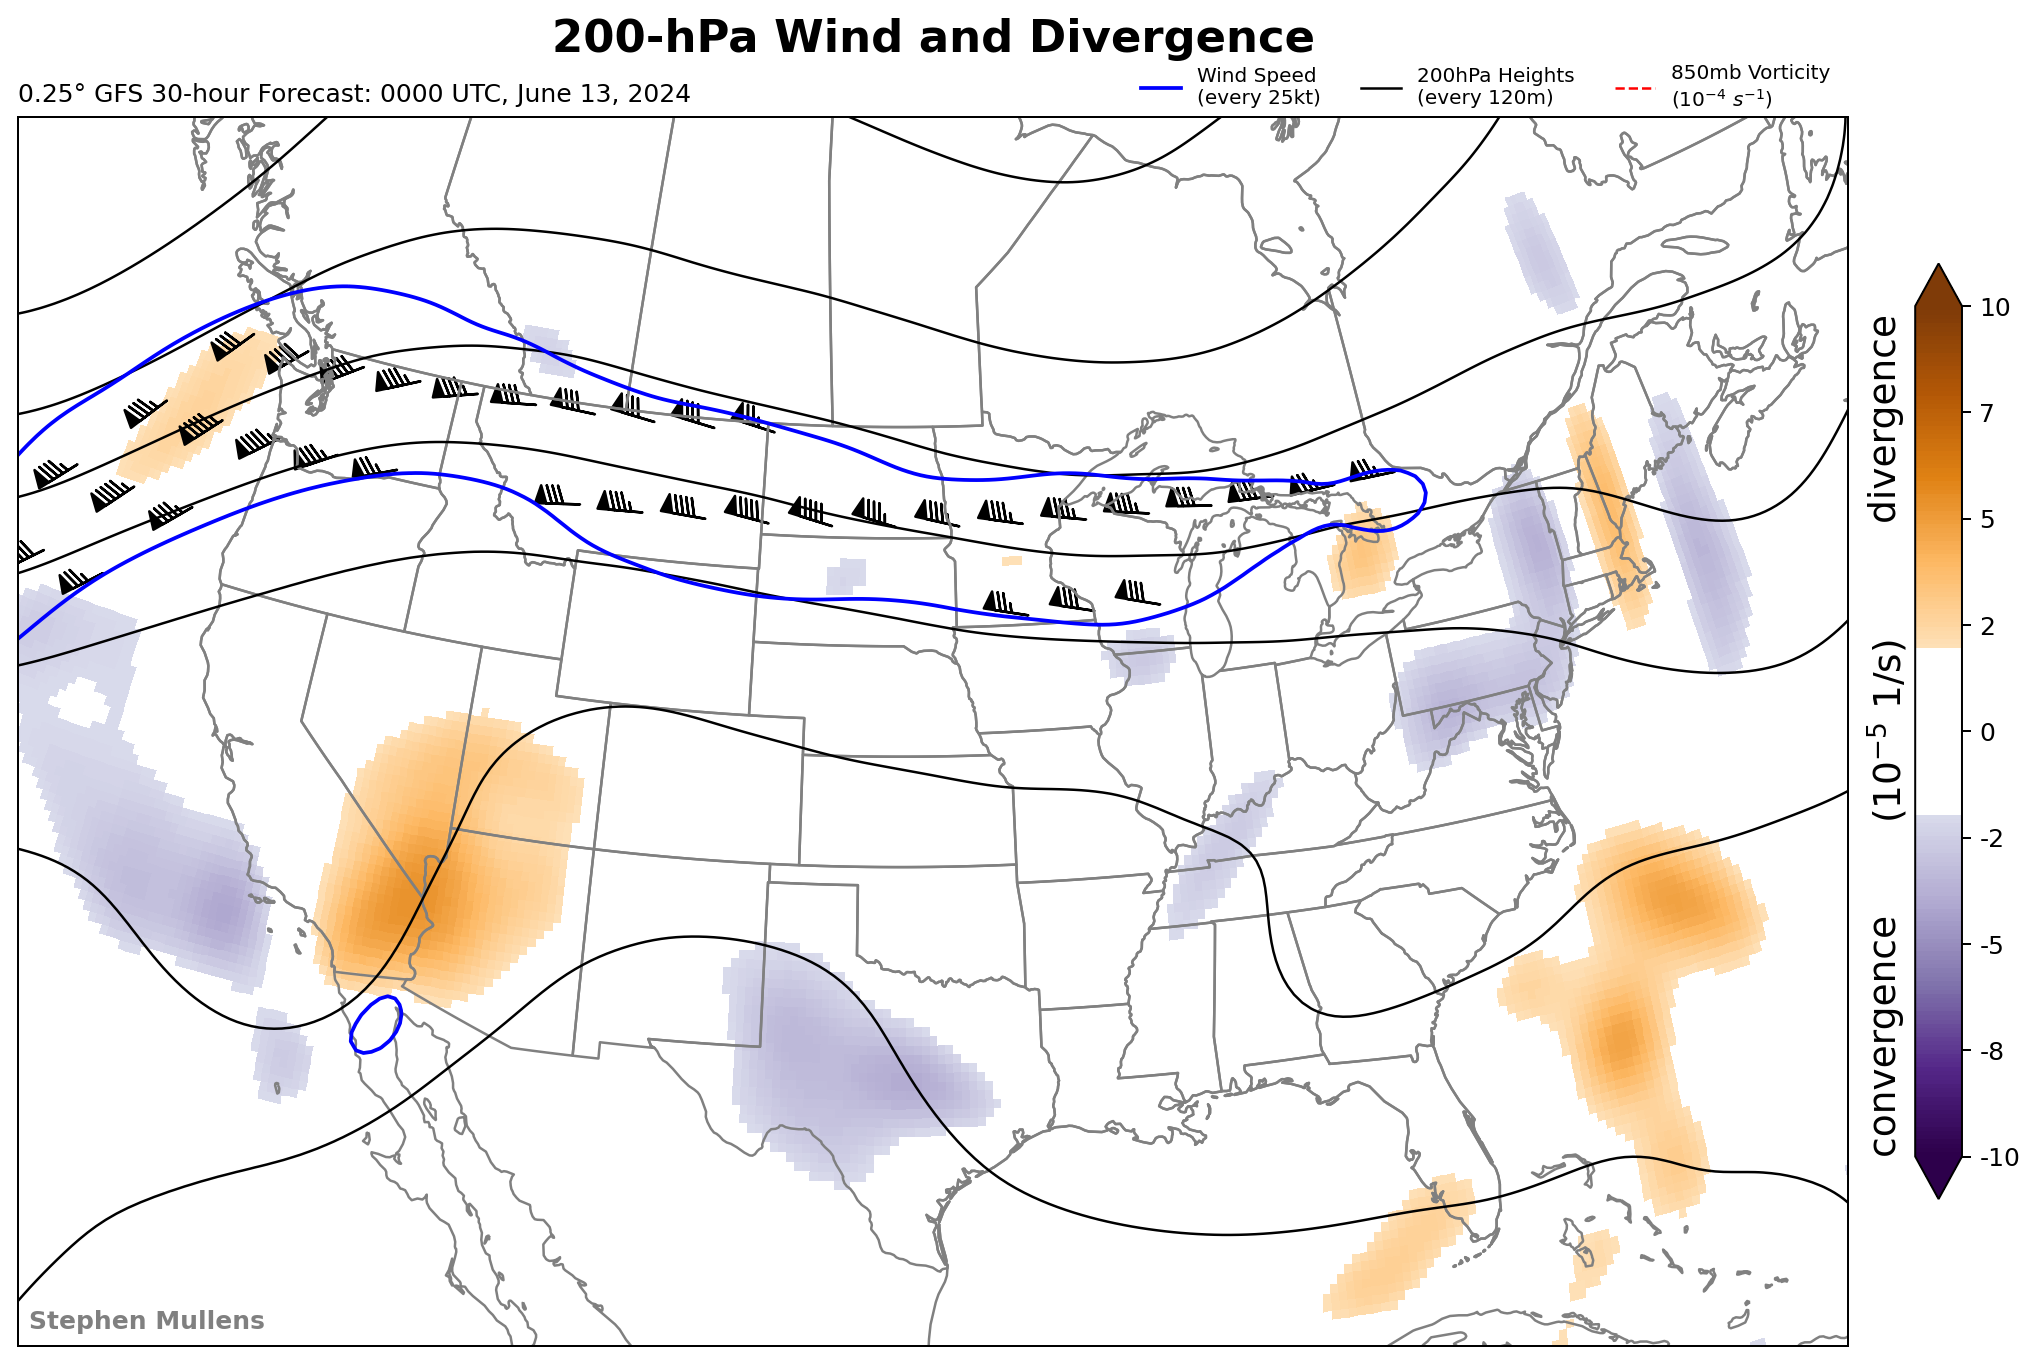 200-hPa Wind and Divergence
0.25° GFS 30-hour Forecast: 0000 UTC, June 13, 2024
Wind Speed
(every 25kt)
200hPa Heights
(every 120m)
850mb Vorticity
(10⁻⁴ s⁻¹)
10
7
5
2
0
-2
-5
-8
-10
convergence (10⁻⁵ 1/s) divergence
Stephen Mullens